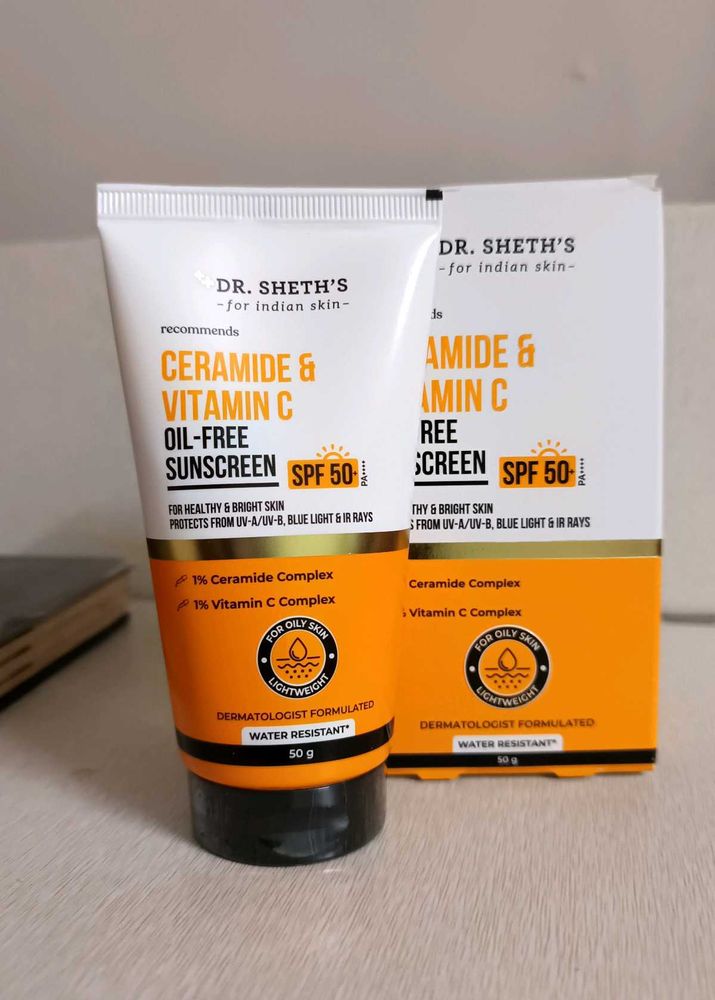 DR. SHETH'S
-for indian skin-
recommends
CERAMIDE &
VITAMIN C
OIL-FREE
SUNSCREEN
SPF 50+
PA++++
FOR HEALTHY & BRIGHT SKIN
PROTECTS FROM UV-A/UV-B, BLUE LIGHT & IR RAYS
1% Ceramide Complex
1% Vitamin C Complex
FOR OILY SKIN
LIGHTWEIGHT
DERMATOLOGIST FORMULATED
WATER RESISTANT*
50 g
DR. SHETH'S
-for indian skin-
ds
AMIDE &
AMIN C
REE
SCREEN
SPF 50+
PA++++
THY & BRIGHT SKIN
S FROM UV-A/UV-B, BLUE LIGHT & IR RAYS
Ceramide Complex
Vitamin C Complex
FOR OILY SKIN
LIGHTWEIGHT
DERMATOLOGIST FORMULATED
WATER RESISTANT*
50 g